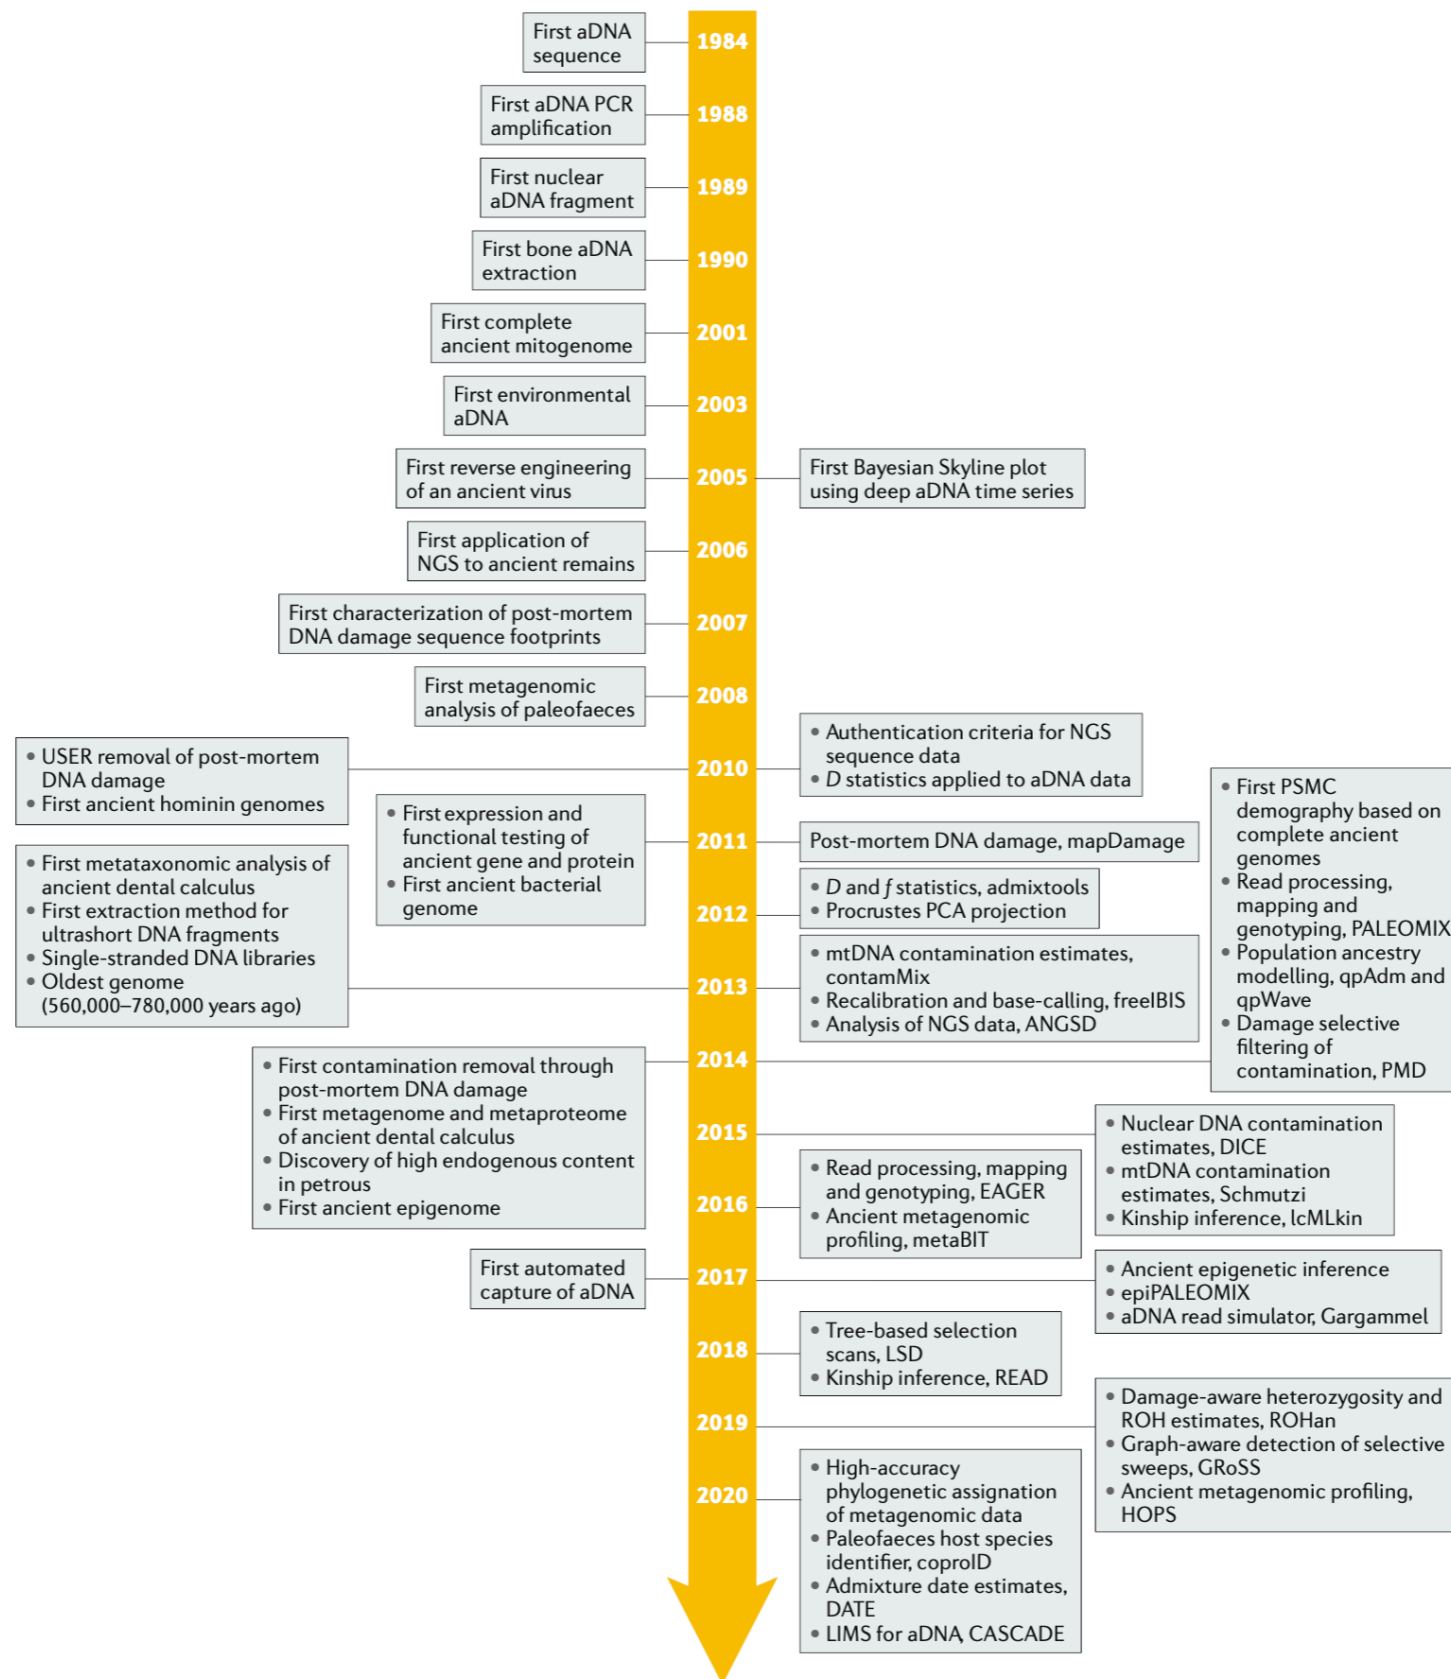 First aDNA
sequence
1984
First aDNA PCR
amplification
1988
First nuclear
aDNA fragment
1989
First bone aDNA
extraction
1990
First complete
ancient mitogenome
2001
First environmental
aDNA
2003
First reverse engineering
of an ancient virus
2005
First Bayesian Skyline plot
using deep aDNA time series
First application of
NGS to ancient remains
2006
First characterization of post-mortem
DNA damage sequence footprints
2007
First metagenomic
analysis of paleofaeces
2008
• USER removal of post-mortem
DNA damage
• First ancient hominin genomes
2010
• Authentication criteria for NGS
sequence data
• D statistics applied to aDNA data
• First expression and
functional testing of
ancient gene and protein
• First ancient bacterial
genome
2011
Post-mortem DNA damage, mapDamage
2012
• D and f statistics, admixtools
• Procrustes PCA projection
• First metataxonomic analysis of
ancient dental calculus
• First extraction method for
ultrashort DNA fragments
• Single-stranded DNA libraries
• Oldest genome
(560,000–780,000 years ago)
2013
• mtDNA contamination estimates,
contamMix
• Recalibration and base-calling, freeIBIS
• Analysis of NGS data, ANGSD
• First contamination removal through
post-mortem DNA damage
• First metagenome and metaproteome
of ancient dental calculus
• Discovery of high endogenous content
in petrous
• First ancient epigenome
2014
• First PSMC
demography based on
complete ancient
genomes
• Read processing,
mapping and
genotyping, PALEOMIX
• Population ancestry
modelling, qpAdm and
qpWave
• Damage selective
filtering of
contamination, PMD
2015
• Nuclear DNA contamination
estimates, DICE
• mtDNA contamination
estimates, Schmutzi
• Kinship inference, lcMLkin
2016
• Read processing, mapping
and genotyping, EAGER
• Ancient metagenomic
profiling, metaBIT
First automated
capture of aDNA
2017
• Ancient epigenetic inference
• epiPALEOMIX
• aDNA read simulator, Gargammel
2018
• Tree-based selection
scans, LSD
• Kinship inference, READ
2019
• Damage-aware heterozygosity and
ROH estimates, ROHan
• Graph-aware detection of selective
sweeps, GRoSS
• Ancient metagenomic profiling,
HOPS
2020
• High-accuracy
phylogenetic assignation
of metagenomic data
• Paleofaeces host species
identifier, coproID
• Admixture date estimates,
DATE
• LIMS for aDNA, CASCADE